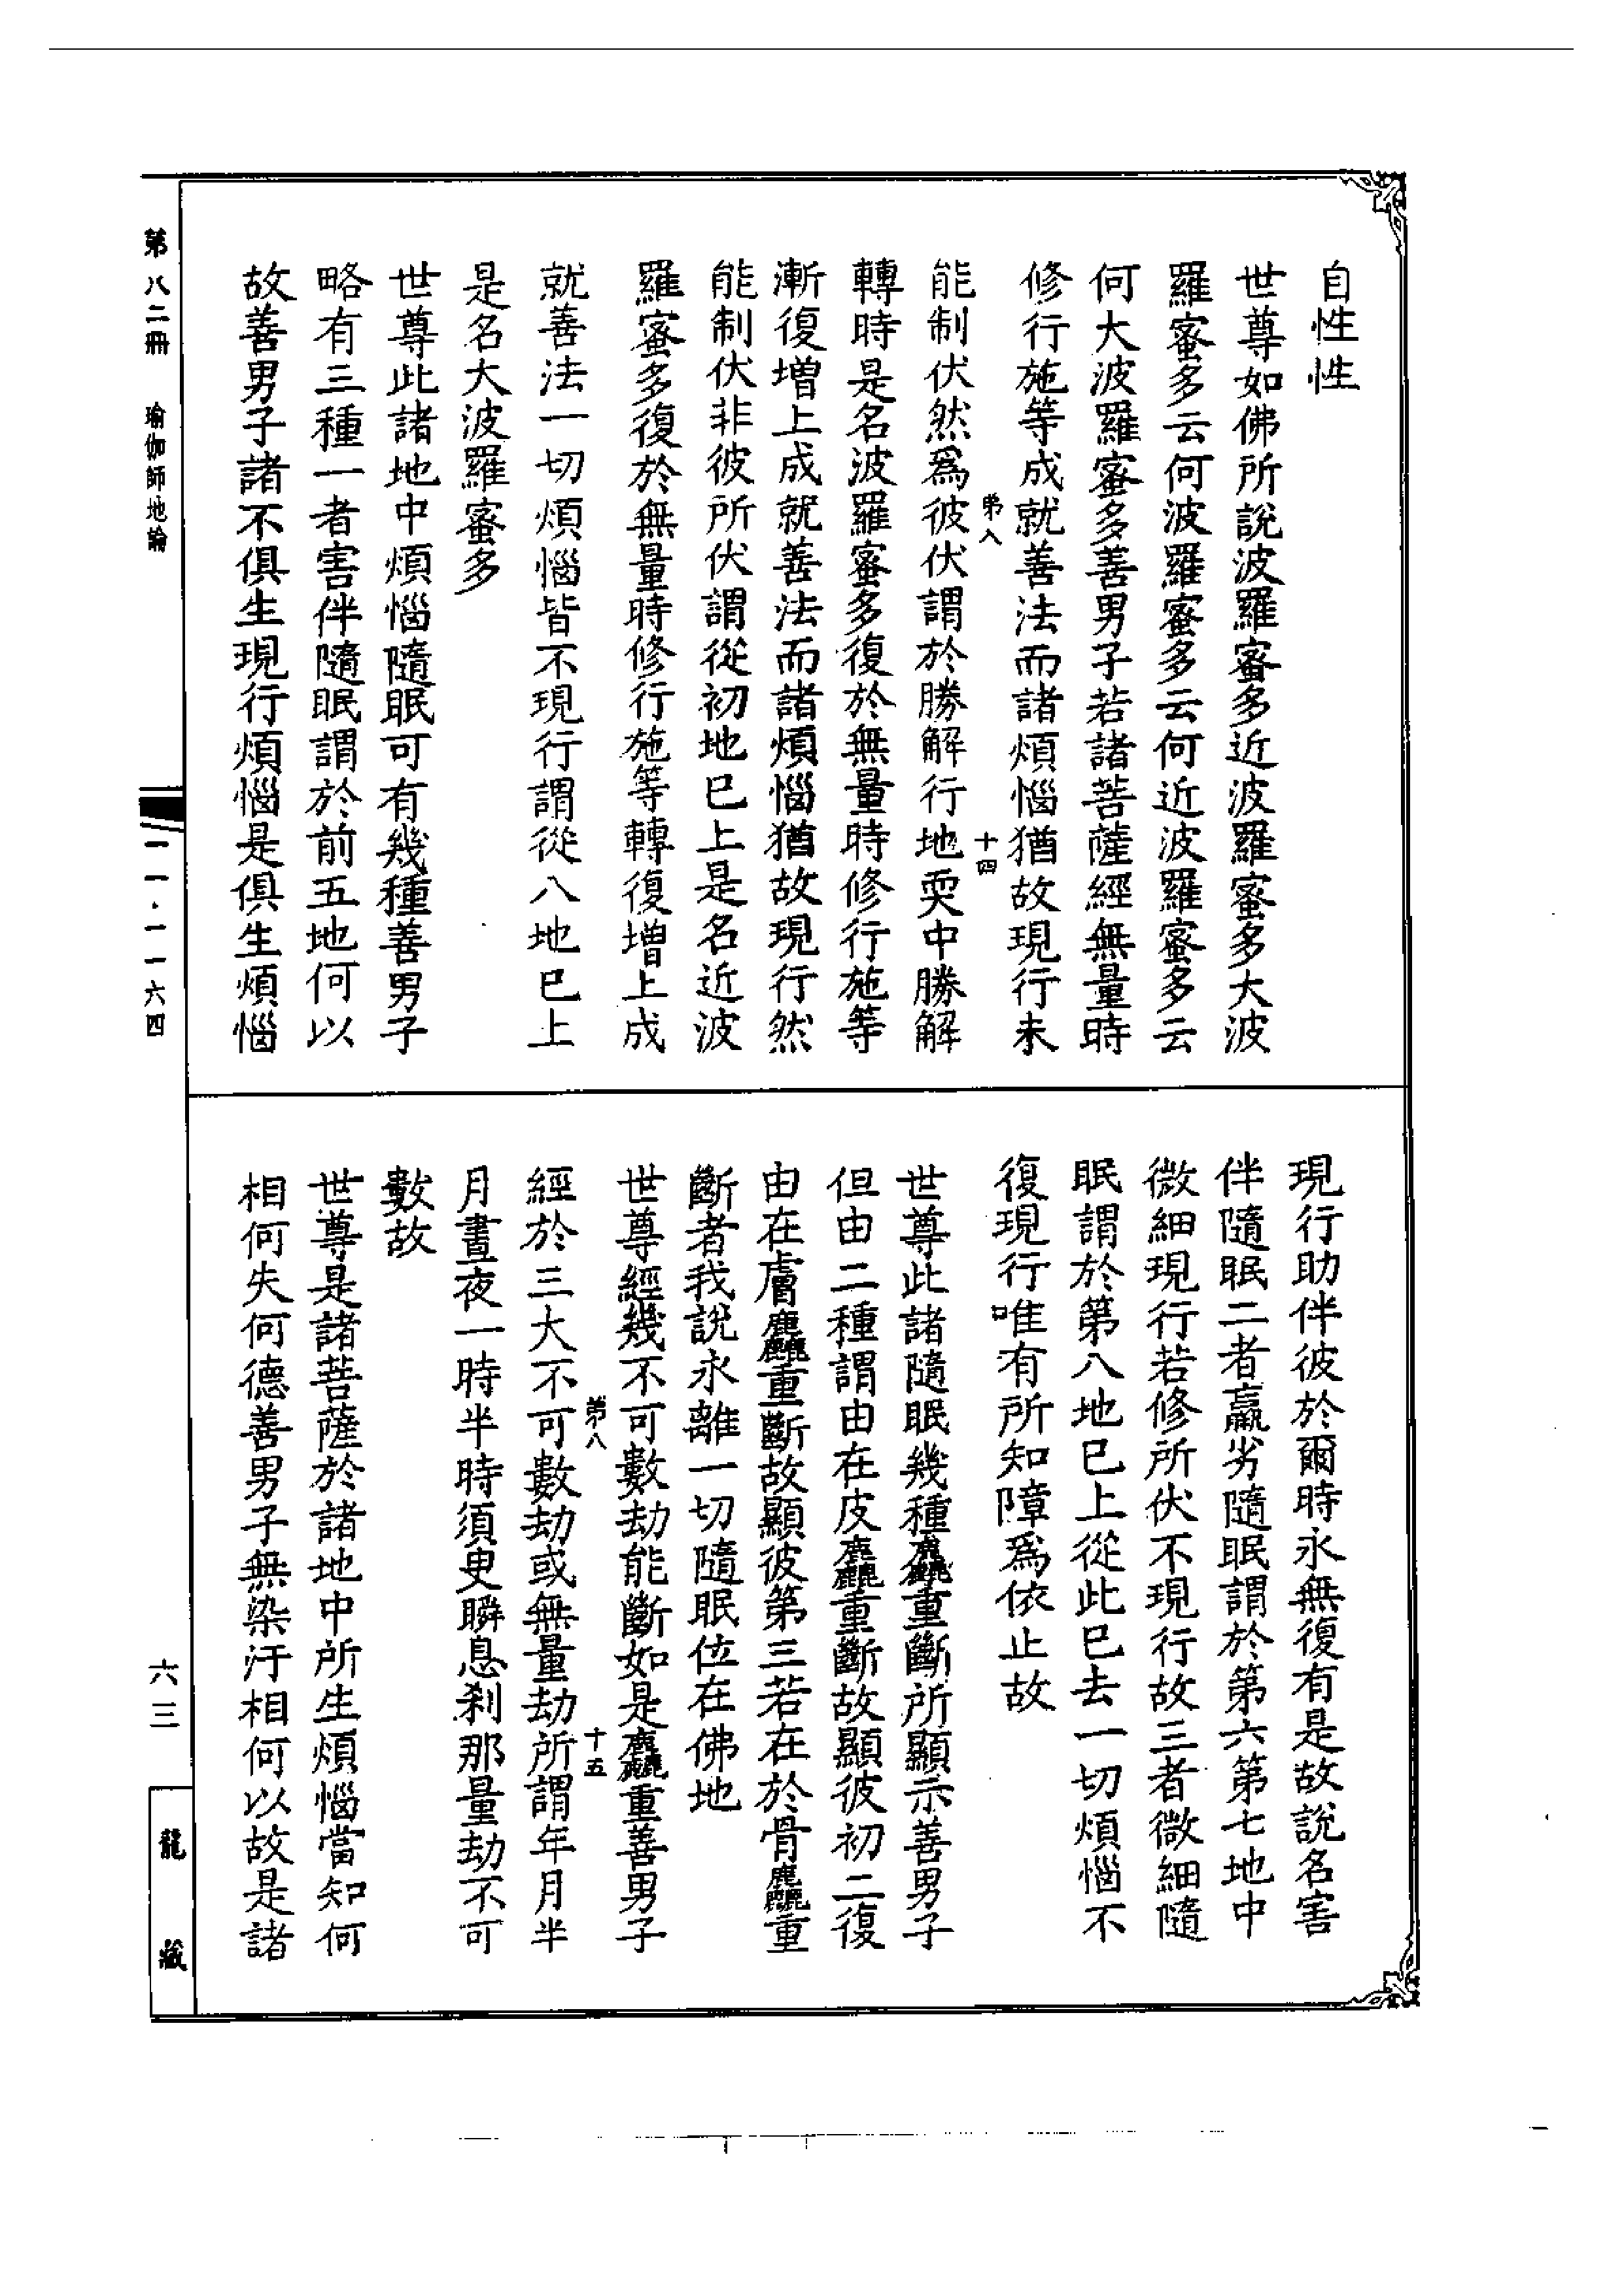 自性性
世尊如佛所說波羅蜜多近波羅蜜多大波
羅蜜多云何波羅蜜多云何近波羅蜜多云
何大波羅蜜多善男子若諸菩薩經無量時
修行施等成就善法而諸煩惱猶故現行未
第八
十四
能制伏然爲彼伏謂於勝解行地耎中勝解
轉時是名波羅蜜多復於無量時修行施等
漸復增上成就善法而諸煩惱猶故現行然
能制伏非彼所伏謂從初地已上是名近波
羅蜜多復於無量時修行施等轉復增上成
就善法一切煩惱皆不現行謂從八地已上
是名大波羅蜜多
世尊此諸地中煩惱隨眠可有幾種善男子
略有三種一者害伴隨眠謂於前五地何以
故善男子諸不俱生現行煩惱是俱生煩惱
現行助伴彼於爾時永無復有是故說名害
伴隨眠二者羸劣隨眠謂於第六第七地中
微細現行若修所伏不現行故三者微細隨
眠謂於第八地已上從此已去一切煩惱不
復現行唯有所知障爲依止故
世尊此諸隨眠幾種麤重斷所顯示善男子
但由二種謂由在皮麤重斷故顯彼初二復
由在膚麤重斷故顯彼第三若在於骨麤重
斷者我說永離一切隨眠位在佛地
世尊經幾不可數劫能斷如是麤重善男子
第八
十五
經於三大不可數劫或無量劫所謂年月半
月晝夜一時半時須臾瞬息刹那量劫不可
數故
世尊是諸菩薩於諸地中所生煩惱當知何
相何失何德善男子無染汙相何以故是諸
第八二冊 瑜伽師地論
一一·一一六四
六三
龍藏